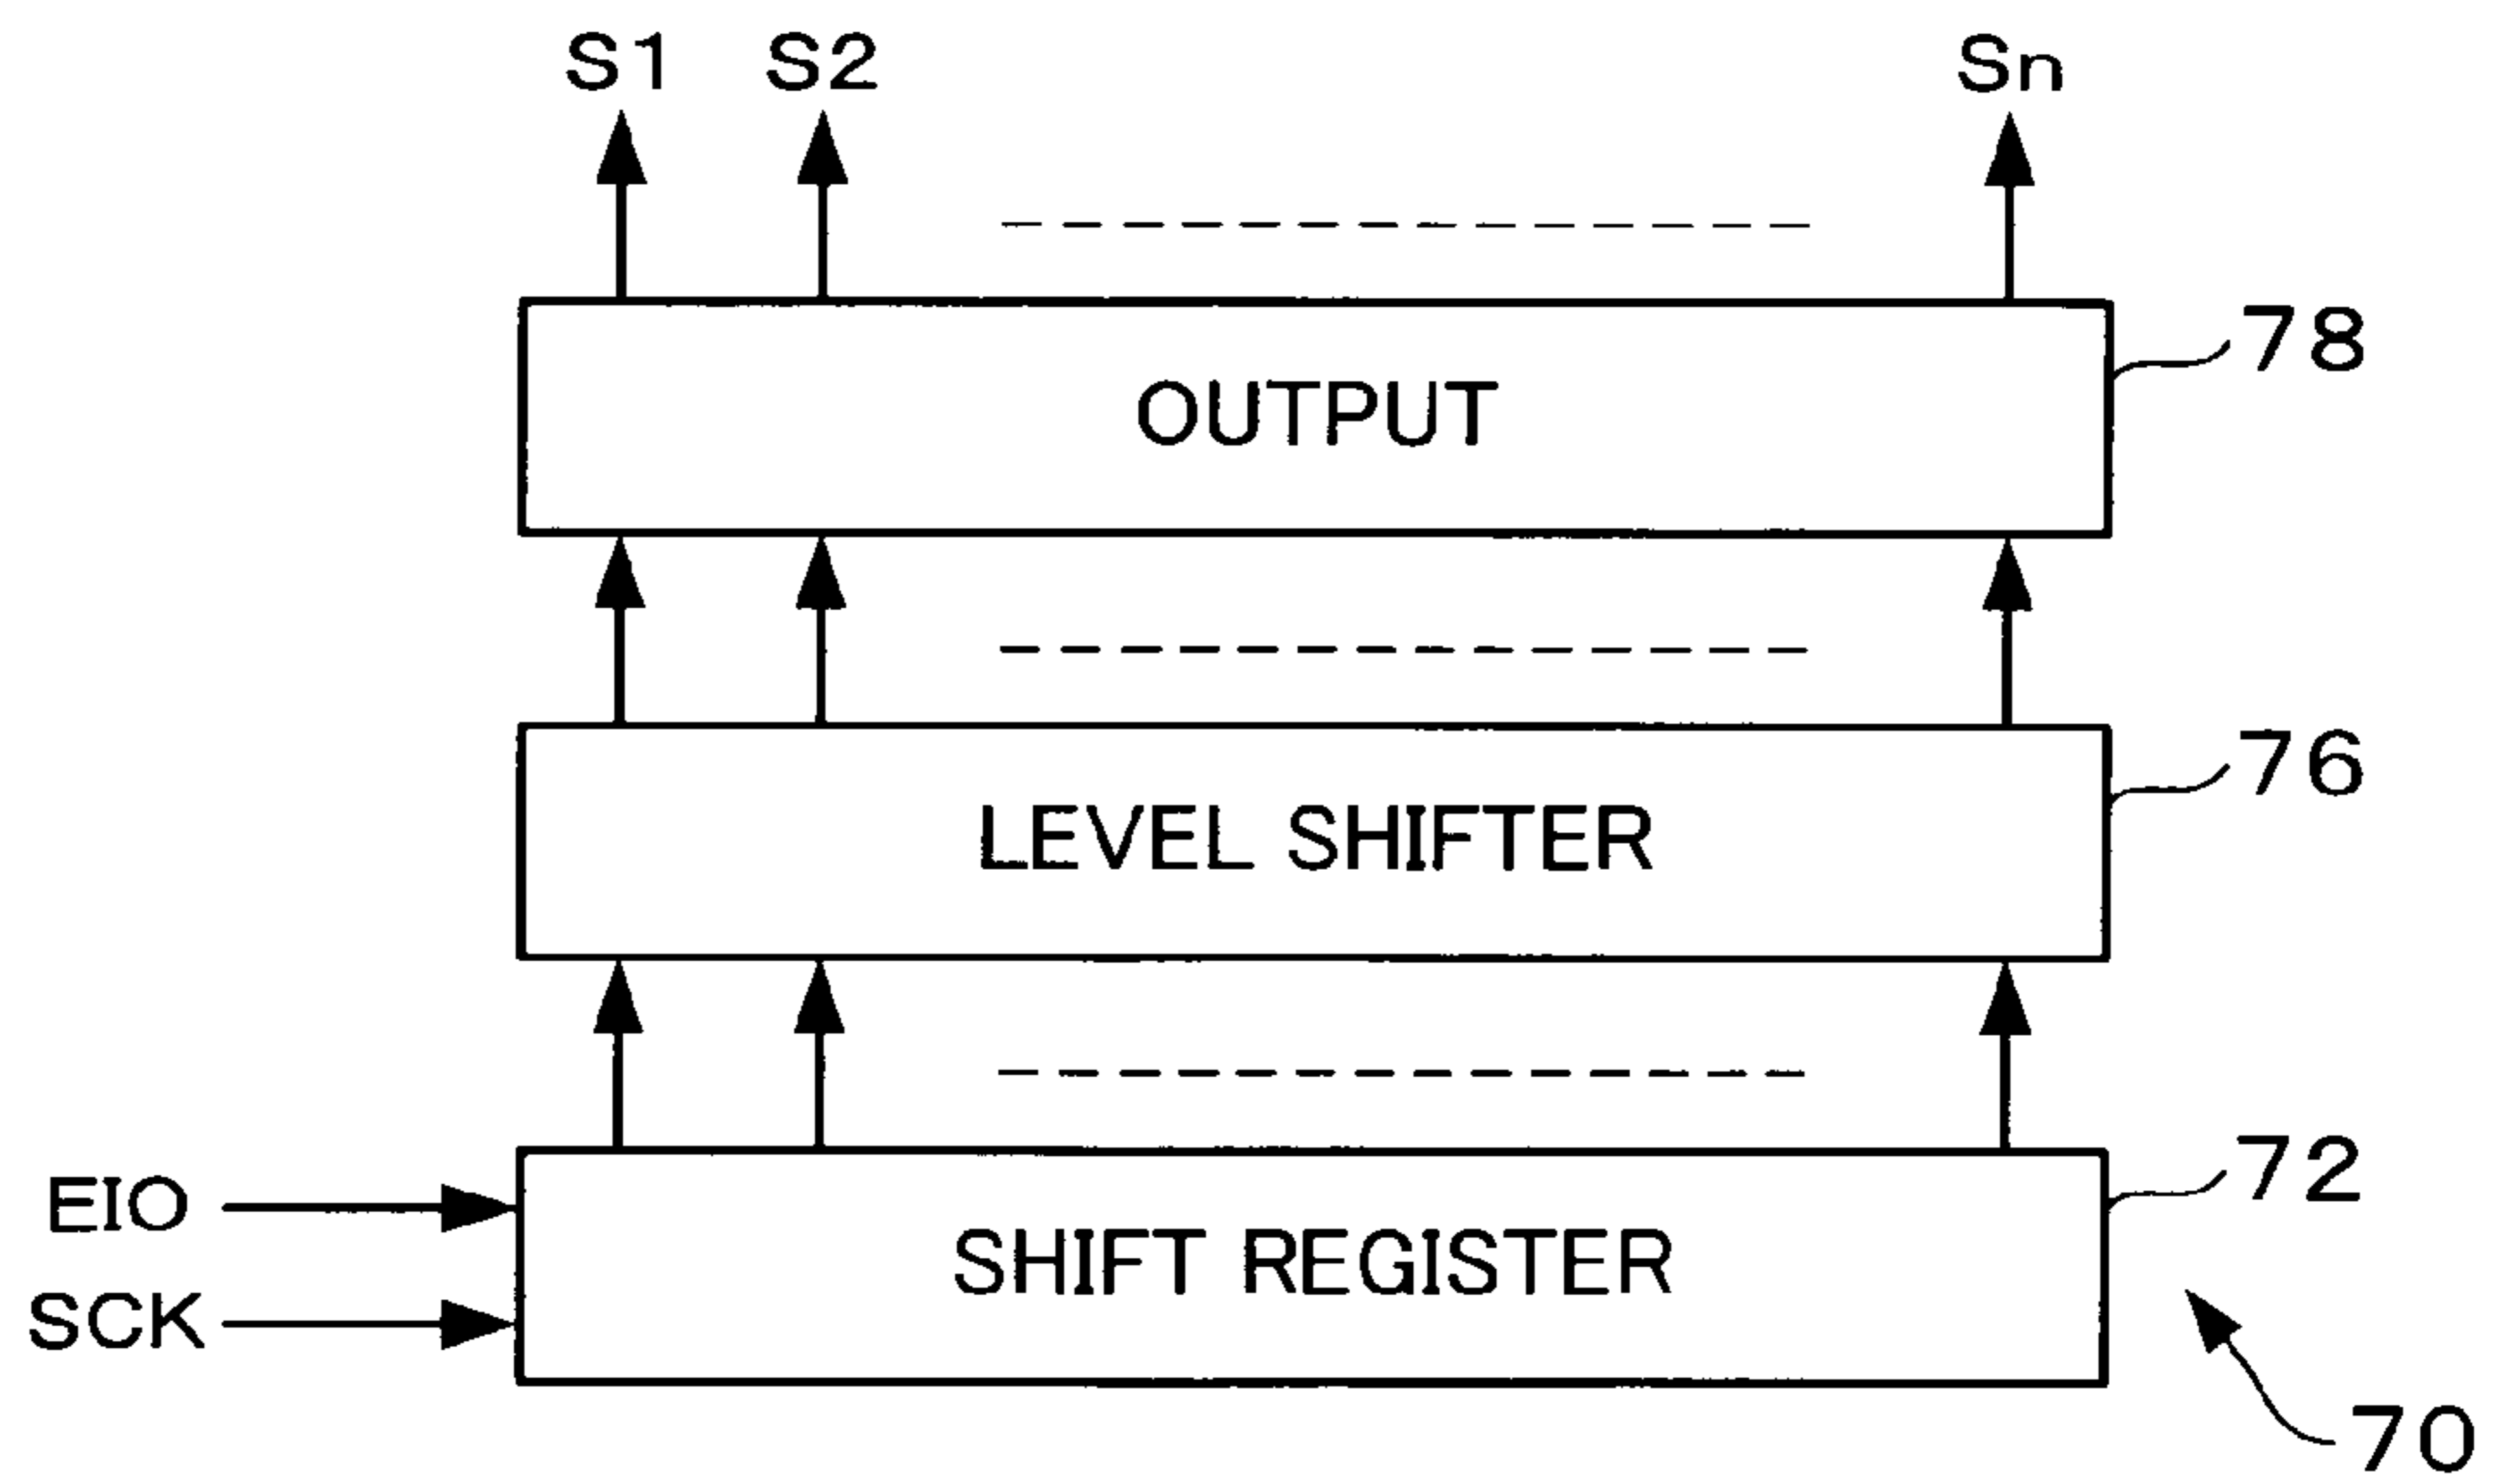 S1 S2 Sn
OUTPUT
78
LEVEL SHIFTER
76
SHIFT REGISTER
72
EIO
SCK
70